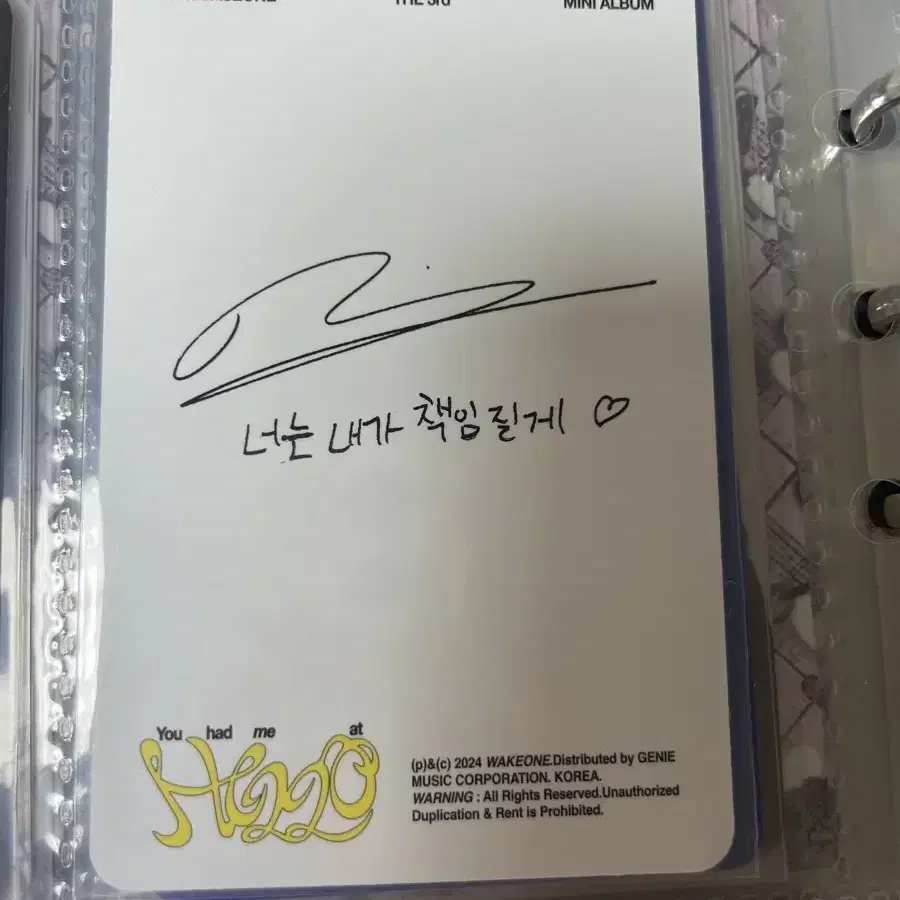 THE 3rd MINI ALBUM
너는 내가 책임질게 ♡
You had me at
HELLO
(p)&(c) 2024 WAKEONE.Distributed by GENIE
MUSIC CORPORATION. KOREA.
WARNING : All Rights Reserved.Unauthorized
Duplication & Rent is Prohibited.